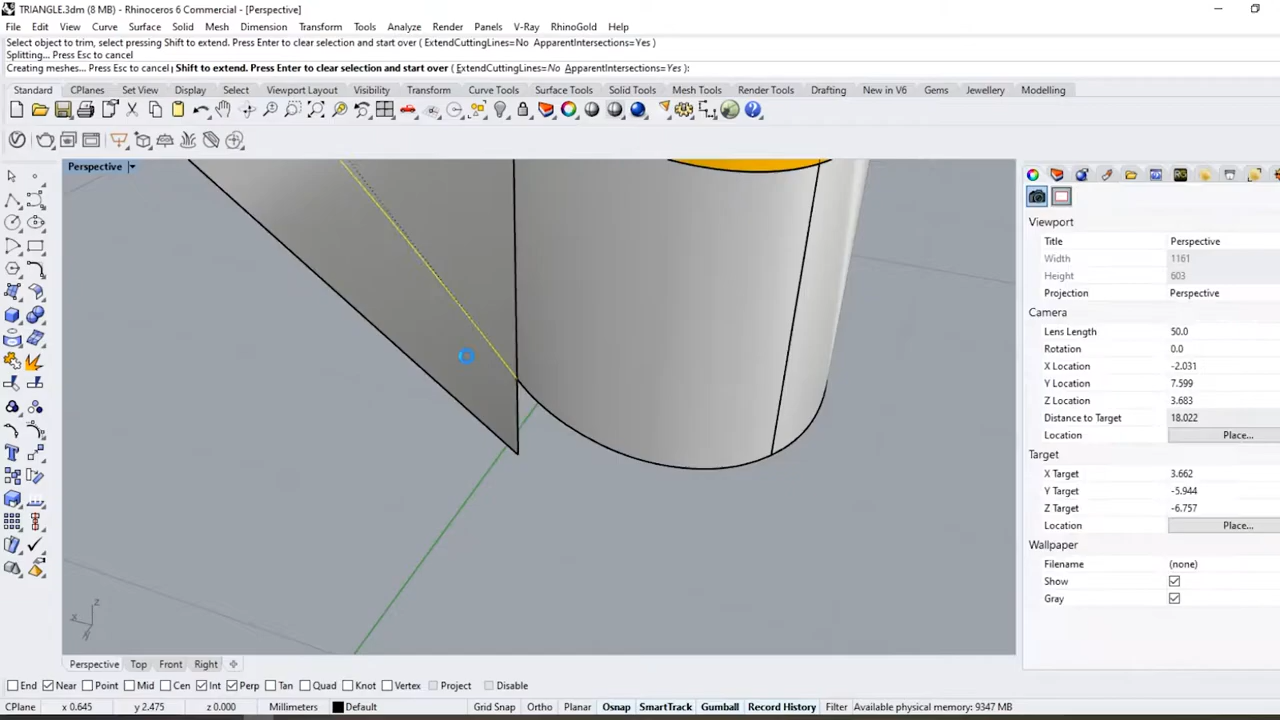 TRIANGLE.3dm (8 MB) - Rhinoceros 6 Commercial - [Perspective]
File Edit View Curve Surface Solid Mesh Dimension Transform Tools Analyze Render Panels V-Ray RhinoGold Help
Select object to trim, select pressing Shift to extend. Press Enter to clear selection and start over ( ExtendCuttingLines=No ApparentIntersections=Yes )
Splitting... Press Esc to cancel
Creating meshes... Press Esc to cancel Shift to extend. Press Enter to clear selection and start over ( ExtendCuttingLines=No ApparentIntersections=Yes ):
Standard CPlanes Set View Display Select Viewport Layout Visibility Transform Curve Tools Surface Tools Solid Tools Mesh Tools Render Tools Drafting New in V6 Gems Jewellery Modelling
Perspective
Viewport
Title Perspective
Width 1161
Height 603
Projection Perspective
Camera
Lens Length 50.0
Rotation 0.0
X Location -2.031
Y Location 7.599
Z Location 3.683
Distance to Target 18.022
Location Place...
Target
X Target 3.662
Y Target -5.944
Z Target -6.757
Location Place...
Wallpaper
Filename (none)
Show
Gray
z
x
y
Perspective Top Front Right
End Near Point Mid Cen Int Perp Tan Quad Knot Vertex Project Disable
CPlane x 0.645 y 2.475 z 0.000 Millimeters Default Grid Snap Ortho Planar Osnap SmartTrack Gumball Record History Filter Available physical memory: 9347 MB